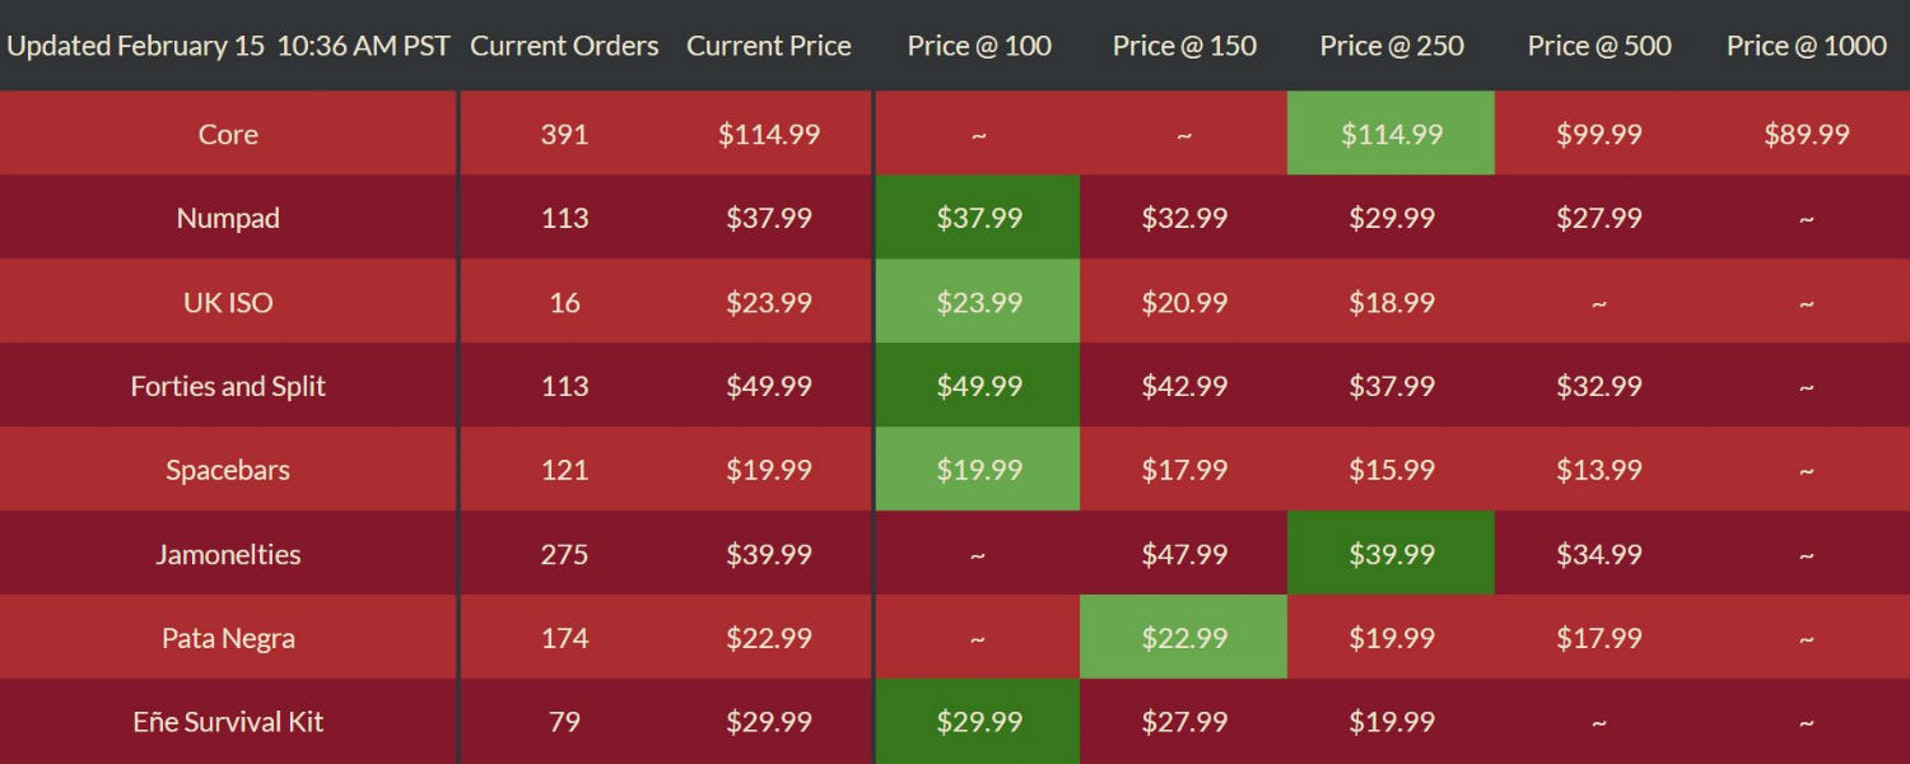 Updated February 15 10:36 AM PST Current Orders Current Price Price @ 100 Price @ 150 Price @ 250 Price @ 500 Price @ 1000
Core 391 $114.99 ~ ~ $114.99 $99.99 $89.99
Numpad 113 $37.99 $37.99 $32.99 $29.99 $27.99 ~
UK ISO 16 $23.99 $23.99 $20.99 $18.99 ~ ~
Forties and Split 113 $49.99 $49.99 $42.99 $37.99 $32.99 ~
Spacebars 121 $19.99 $19.99 $17.99 $15.99 $13.99 ~
Jamonelties 275 $39.99 ~ $47.99 $39.99 $34.99 ~
Pata Negra 174 $22.99 ~ $22.99 $19.99 $17.99 ~
Eñe Survival Kit 79 $29.99 $29.99 $27.99 $19.99 ~ ~